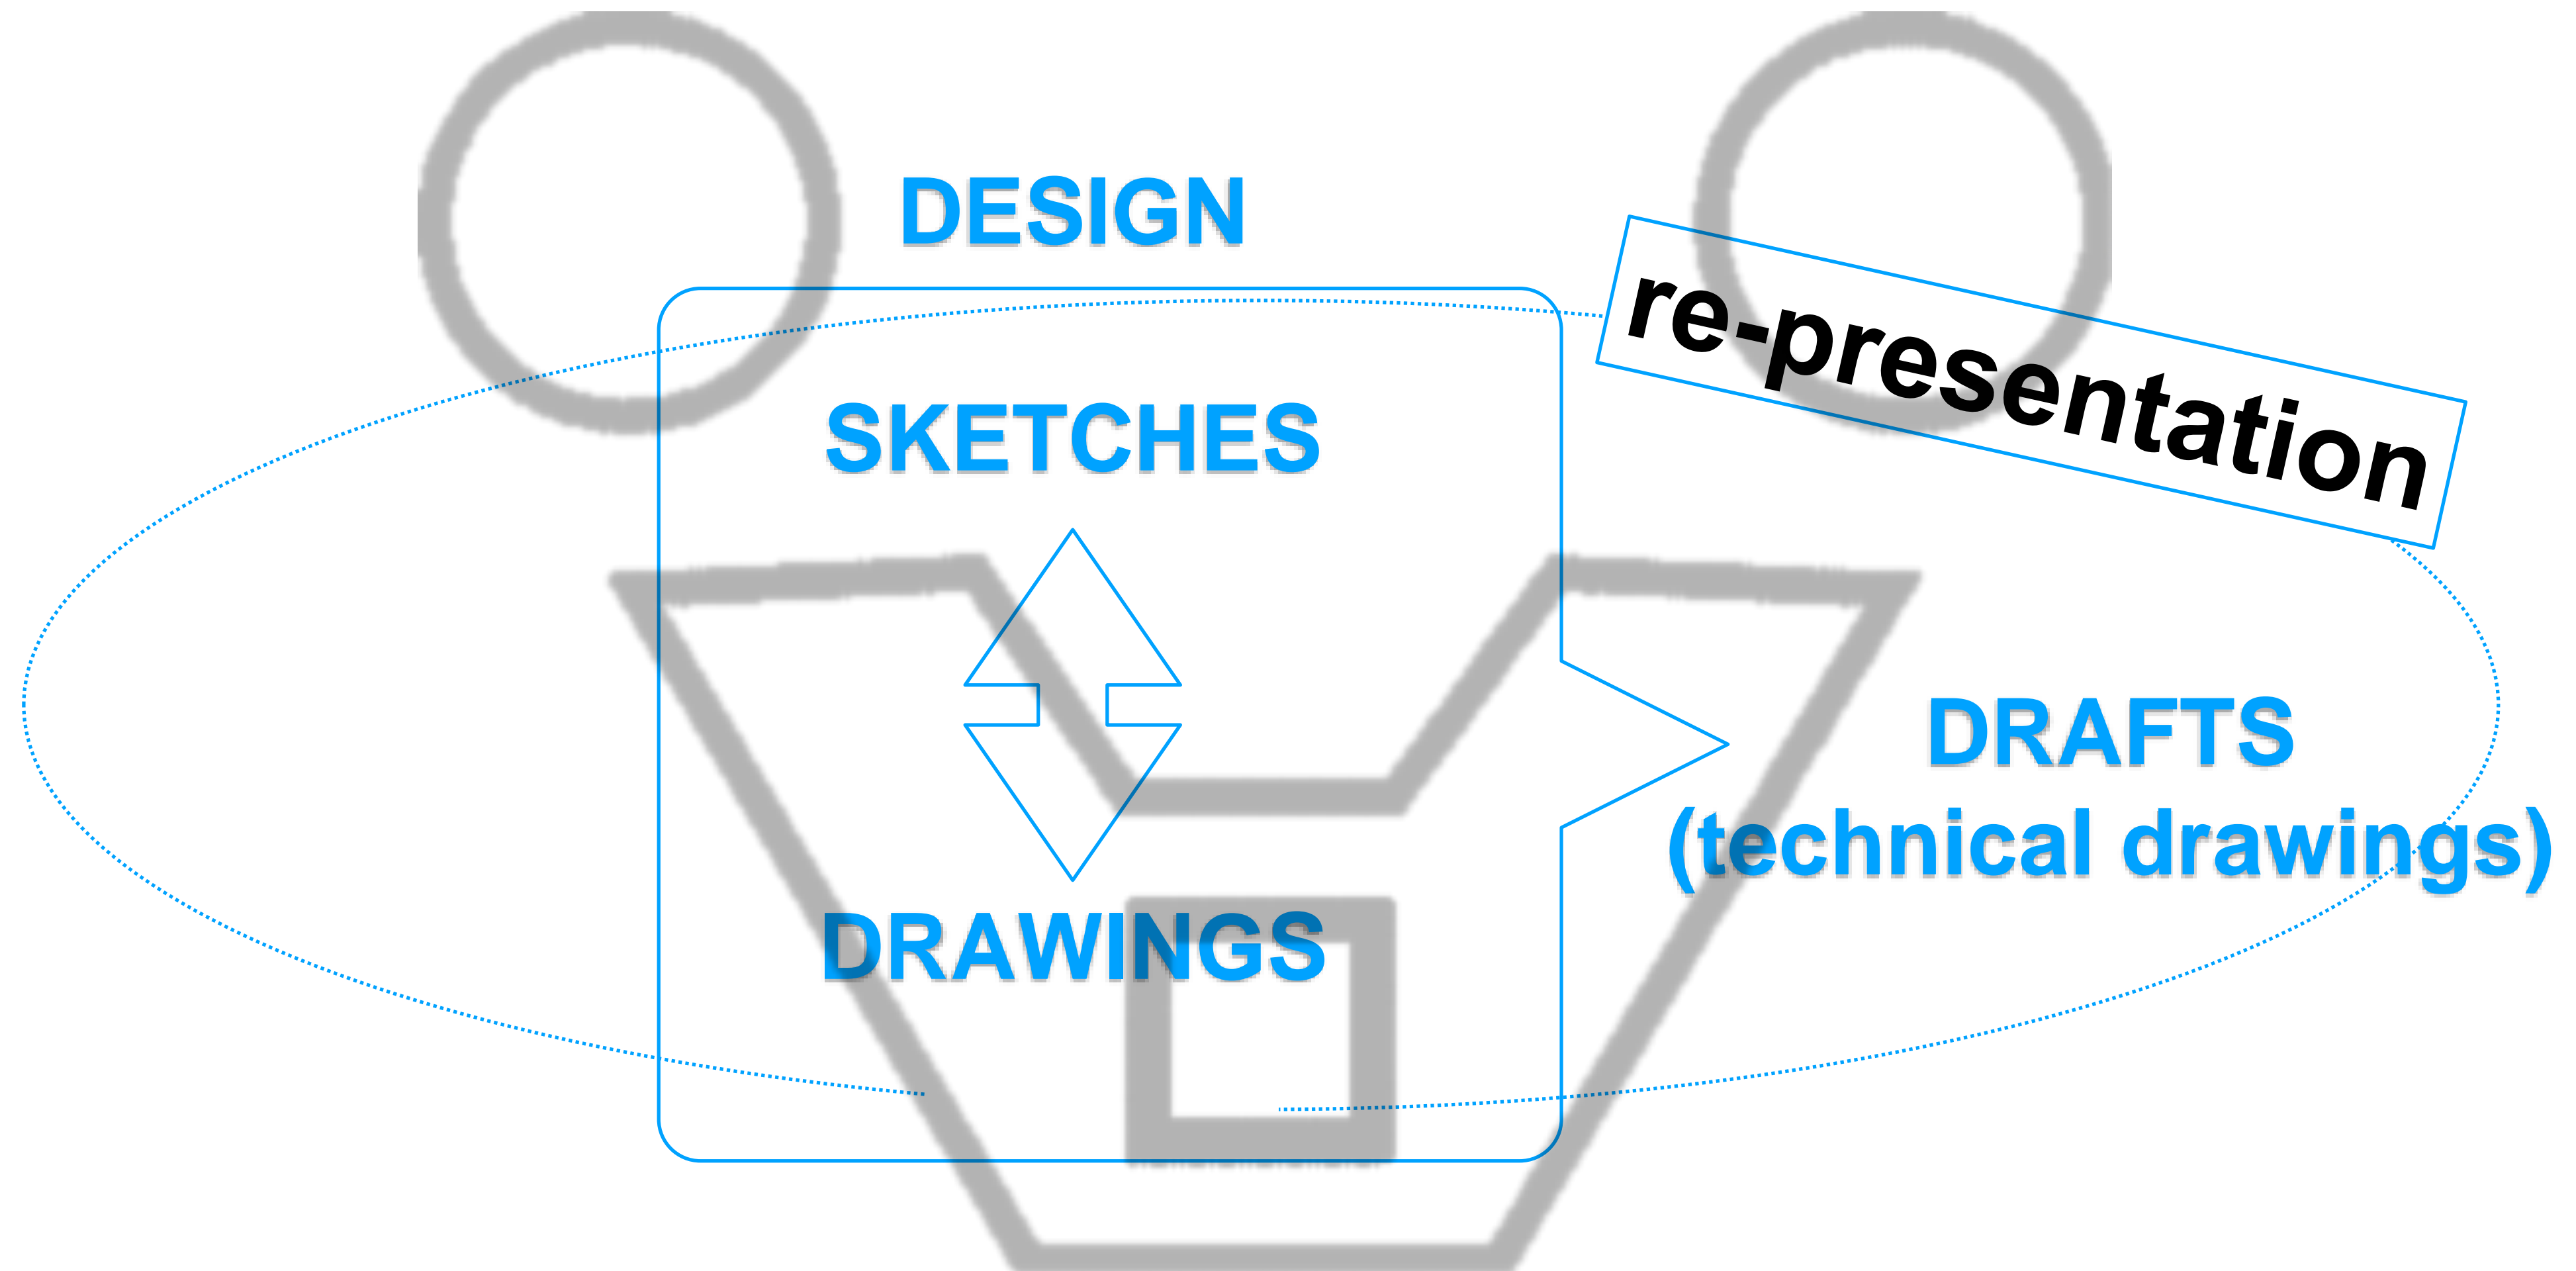 DESIGN
re-presentation
SKETCHES
DRAFTS
(technical drawings)
DRAWINGS